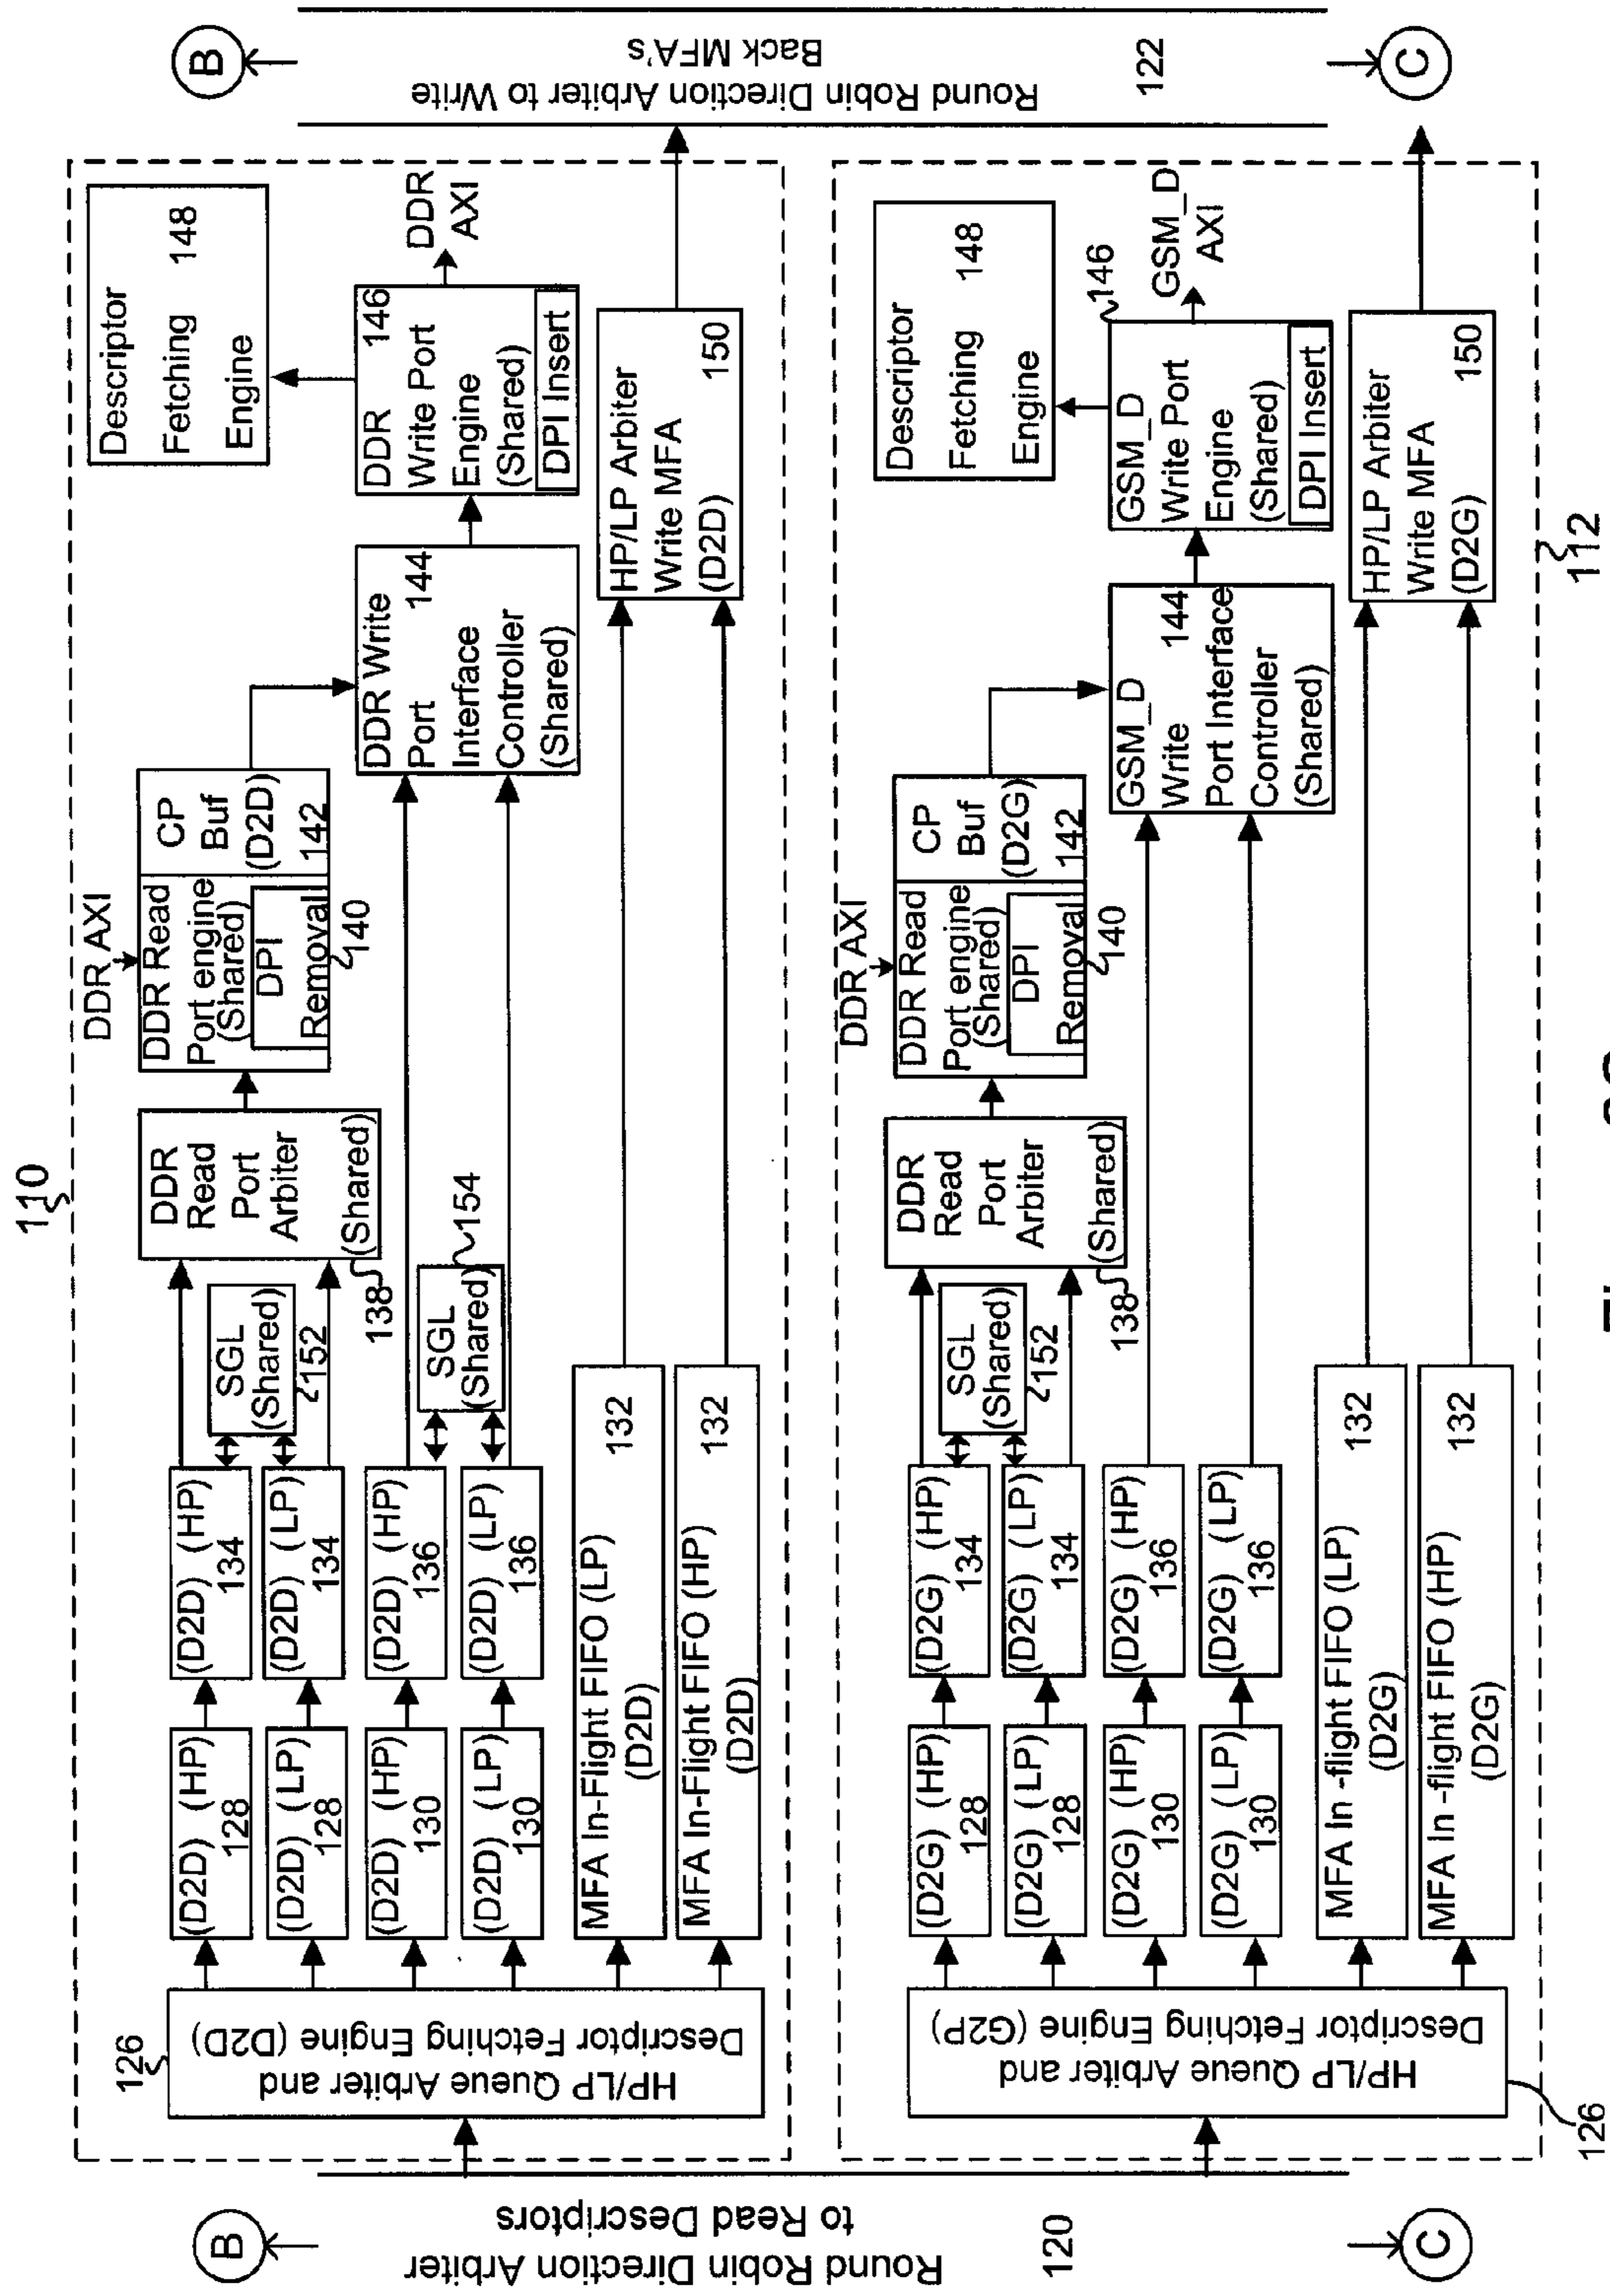 110
B
Round Robin Direction Arbiter
to Read Descriptors
120
C
126
HP/LP Queue Arbiter and
Descriptor Fetching Engine (D2D)
(D2D) (HP)
128
(D2D) (LP)
128
(D2D) (HP)
130
(D2D) (LP)
130
(D2D) (HP)
134
(D2D) (LP)
134
(D2D) (HP)
136
(D2D) (LP)
136
MFA In-Flight FIFO (LP)
(D2D)
132
MFA In-Flight FIFO (HP)
(D2D)
132
SGL
(Shared)
152
SGL
(Shared)
154
DDR
Read
Port
Arbiter
(Shared)
138
DDR AXI
DDR Read
Port engine
(Shared)
DPI
Removal
140
CP
Buf
(D2D)
142
DDR Write
Port 144
Interface
Controller
(Shared)
DDR 146
Write Port
Engine
(Shared)
DPI Insert
DDR
AXI
Descriptor
Fetching 148
Engine
HP/LP Arbiter
Write MFA
(D2D) 150
Round Robin Direction Arbiter to Write
Back MFA's
122
B
C
HP/LP Queue Arbiter and
Descriptor Fetching Engine (G2P)
126
(D2G) (HP)
128
(D2G) (LP)
128
(D2G) (HP)
130
(D2G) (LP)
130
(D2G) (HP)
134
(D2G) (LP)
134
(D2G) (HP)
136
(D2G) (LP)
136
MFA In -flight FIFO (LP)
(D2G)
132
MFA In -flight FIFO (HP)
(D2G)
132
SGL
(Shared)
152
DDR
Read
Port
Arbiter
(Shared)
138
DDR AXI
DDR Read
Port engine
(Shared)
DPI
Removal
140
CP
Buf
(D2G)
142
GSM_D
Write 144
Port Interface
Controller
(Shared)
146
GSM_D
Write Port
Engine
(Shared)
DPI Insert
GSM_D
AXI
Descriptor
Fetching 148
Engine
HP/LP Arbiter
Write MFA
(D2G) 150
112